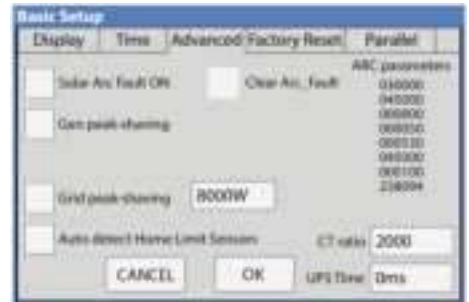 Basic Setup
Display Time Advanced Factory Reset Parallel
Solar Arc Fault ON Clear Arc_Fault ARC parameters
Gen peak-shaving
Grid peak-shaving 8000W
Auto detect Home Limit Sensors
CT ratio 2000
CANCEL OK UPS Time 0ms